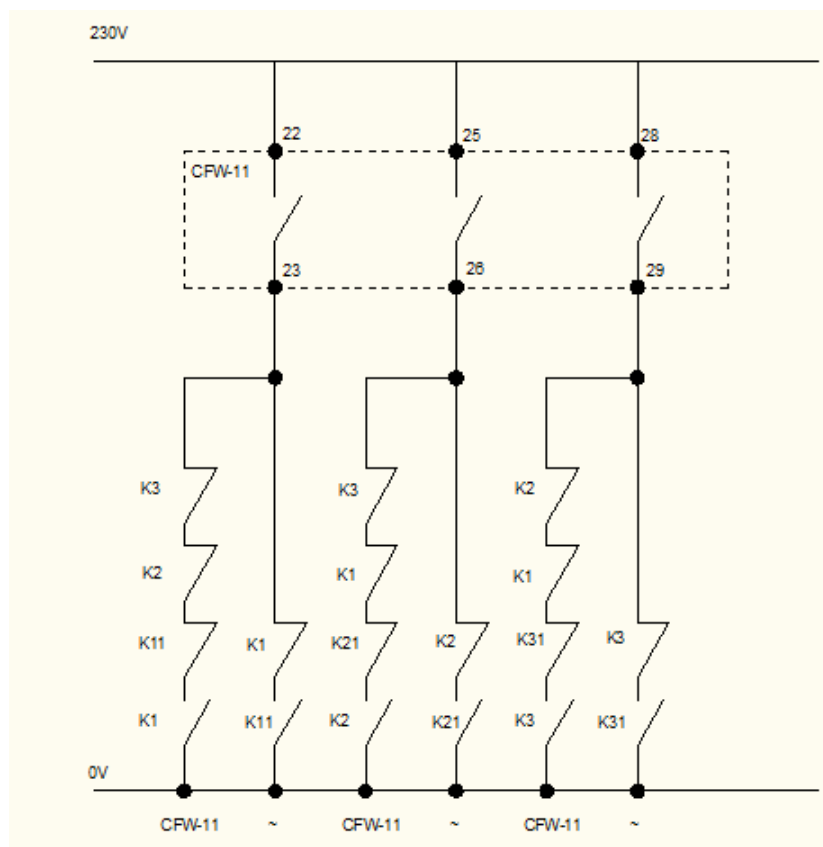 230V
22 25 28
CFW-11
23 26 29
K3 K3 K2
K2 K1 K1
K11 K1 K21 K2 K31 K3
K1 K11 K2 K21 K3 K31
0V
CFW-11 ~ CFW-11 ~ CFW-11 ~